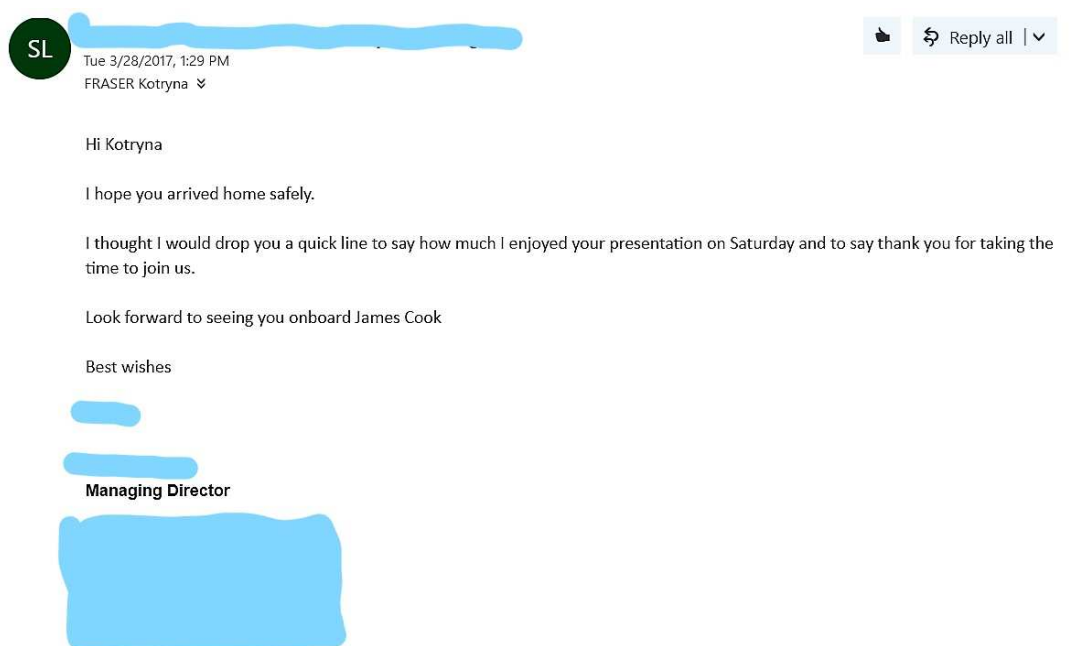 SL
Tue 3/28/2017, 1:29 PM
FRASER Kotryna
Reply all
Hi Kotryna
I hope you arrived home safely.
I thought I would drop you a quick line to say how much I enjoyed your presentation on Saturday and to say thank you for taking the
time to join us.
Look forward to seeing you onboard James Cook
Best wishes
Managing Director